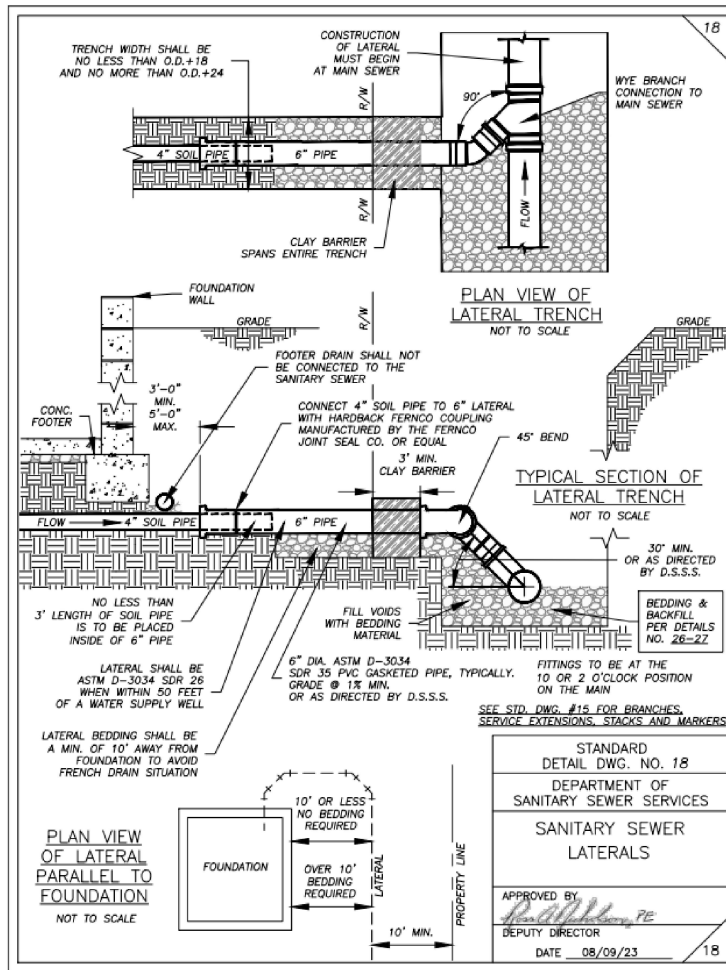 18
TRENCH WIDTH SHALL BE
NO LESS THAN O.D.+18
AND NO MORE THAN O.D.+24
CONSTRUCTION
OF LATERAL
MUST BEGIN
AT MAIN SEWER
R/W
90°
WYE BRANCH
CONNECTION TO
MAIN SEWER
4" SOIL PIPE
6" PIPE
R/W
FLOW
CLAY BARRIER
SPANS ENTIRE TRENCH
PLAN VIEW OF
LATERAL TRENCH
NOT TO SCALE
FOUNDATION
WALL
GRADE
R/W
GRADE
FOOTER DRAIN SHALL NOT
BE CONNECTED TO THE
SANITARY SEWER
3'-0"
MIN.
5'-0"
MAX.
CONC.
FOOTER
CONNECT 4" SOIL PIPE TO 6" LATERAL
WITH HARDBACK FERNCO COUPLING
MANUFACTURED BY THE FERNCO
JOINT SEAL CO. OR EQUAL
3' MIN.
CLAY BARRIER
45° BEND
TYPICAL SECTION OF
LATERAL TRENCH
NOT TO SCALE
FLOW
4" SOIL PIPE
6" PIPE
30° MIN.
OR AS DIRECTED
BY D.S.S.S.
NO LESS THAN
3' LENGTH OF SOIL PIPE
IS TO BE PLACED
INSIDE OF 6" PIPE
FILL VOIDS
WITH BEDDING
MATERIAL
BEDDING &
BACKFILL
PER DETAILS
NO. 26-27
LATERAL SHALL BE
ASTM D-3034 SDR 26
WHEN WITHIN 50 FEET
OF A WATER SUPPLY WELL
6" DIA. ASTM D-3034
SDR 35 PVC GASKETED PIPE, TYPICALLY.
GRADE @ 1% MIN.
OR AS DIRECTED BY D.S.S.S.
FITTINGS TO BE AT THE
10 OR 2 O'CLOCK POSITION
ON THE MAIN
SEE STD. DWG. #15 FOR BRANCHES,
SERVICE EXTENSIONS, STACKS AND MARKERS
LATERAL BEDDING SHALL BE
A MIN. OF 10' AWAY FROM
FOUNDATION TO AVOID
FRENCH DRAIN SITUATION
PLAN VIEW
OF LATERAL
PARALLEL TO
FOUNDATION
NOT TO SCALE
FOUNDATION
10' OR LESS
NO BEDDING
REQUIRED
OVER 10'
BEDDING
REQUIRED
LATERAL
PROPERTY LINE
10' MIN.
STANDARD
DETAIL DWG. NO. 18
DEPARTMENT OF
SANITARY SEWER SERVICES
SANITARY SEWER
LATERALS
APPROVED BY
PE
DEPUTY DIRECTOR
DATE 08/09/23
18